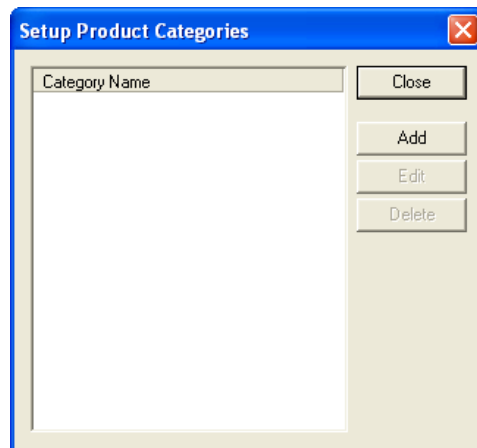 Setup Product Categories
Category Name
Close
Add
Edit
Delete